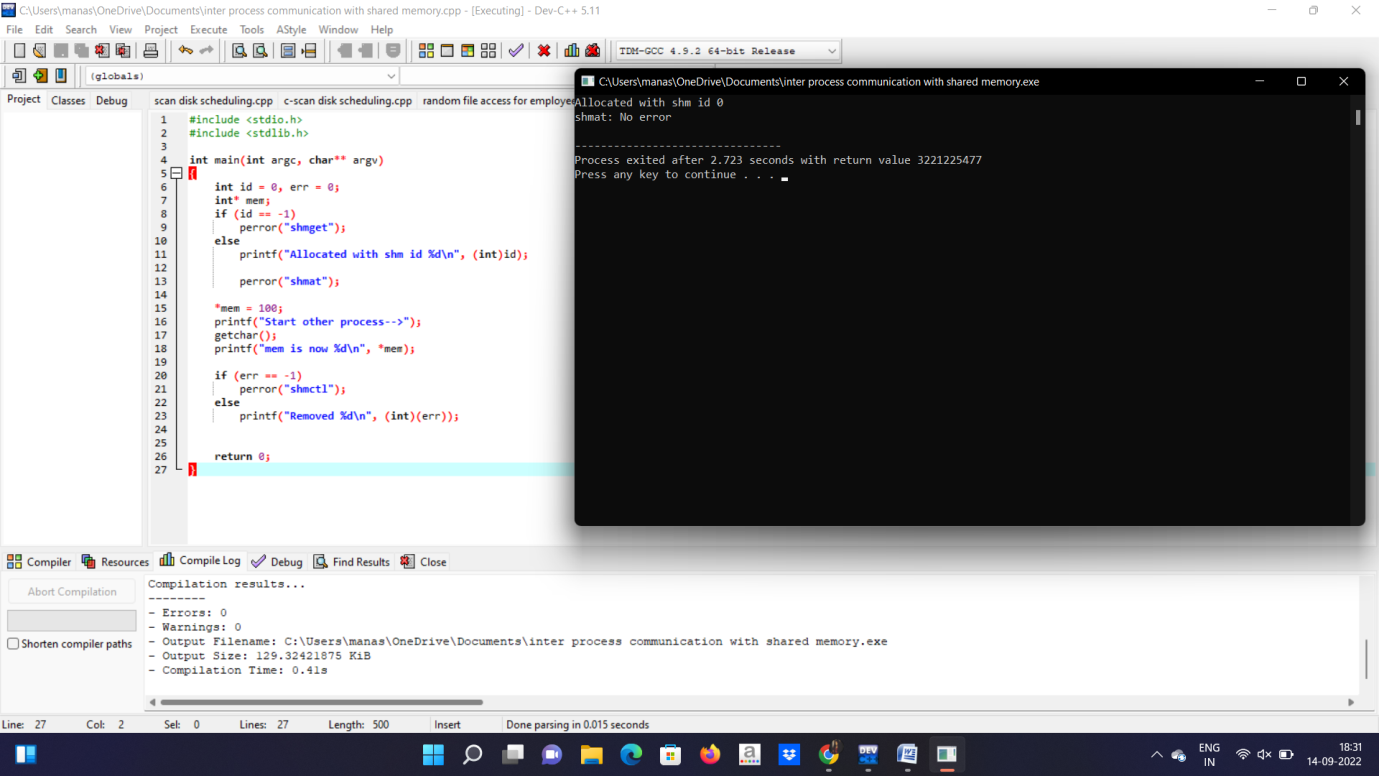 C:\Users\manas\OneDrive\Documents\inter process communication with shared memory.cpp - [Executing] - Dev-C++ 5.11
File Edit Search View Project Execute Tools AStyle Window Help
TDM-GCC 4.9.2 64-bit Release
(globals)
Project Classes Debug
scan disk scheduling.cpp c-scan disk scheduling.cpp random file access for employee
1 #include <stdio.h>
2 #include <stdlib.h>
3
4 int main(int argc, char** argv)
5 {
6 int id = 0, err = 0;
7 int* mem;
8 if (id == -1)
9 perror("shmget");
10 else
11 printf("Allocated with shm id %d\n", (int)id);
12
13 perror("shmat");
14
15 *mem = 100;
16 printf("Start other process-->");
17 getchar();
18 printf("mem is now %d\n", *mem);
19
20 if (err == -1)
21 perror("shmctl");
22 else
23 printf("Removed %d\n", (int)(err));
24
25
26 return 0;
27 }
C:\Users\manas\OneDrive\Documents\inter process communication with shared memory.exe
Allocated with shm id 0
shmat: No error
--------------------------------
Process exited after 2.723 seconds with return value 3221225477
Press any key to continue . . .
Compiler Resources Compile Log Debug Find Results Close
Abort Compilation
Shorten compiler paths
Compilation results...
--------
- Errors: 0
- Warnings: 0
- Output Filename: C:\Users\manas\OneDrive\Documents\inter process communication with shared memory.exe
- Output Size: 129.32421875 KiB
- Compilation Time: 0.41s
Line: 27 Col: 2 Sel: 0 Lines: 27 Length: 500 Insert Done parsing in 0.015 seconds
a
DEV
W
ENG
IN
18:31
14-09-2022